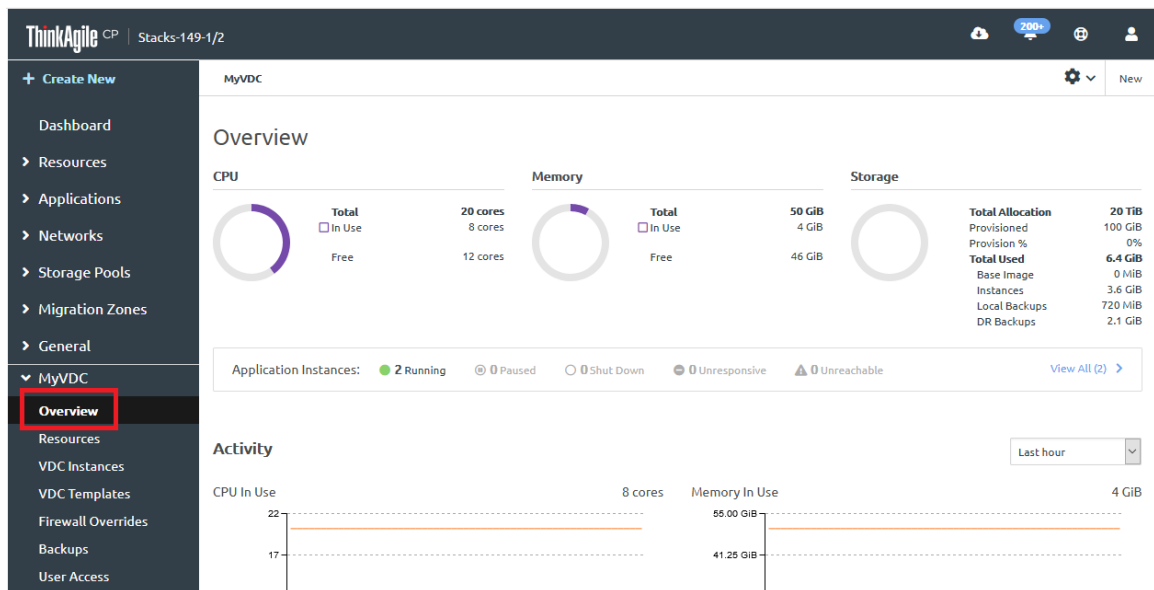 ThinkAgile CP Stacks-149-1/2
200+
+ Create New
MyVDC
New
Dashboard
Resources
Applications
Networks
Storage Pools
Migration Zones
General
MyVDC
Overview
Resources
VDC Instances
VDC Templates
Firewall Overrides
Backups
User Access
Overview
CPU
Total 20 cores
In Use 8 cores
Free 12 cores
Memory
Total 50 GiB
In Use 4 GiB
Free 46 GiB
Storage
Total Allocation 20 TiB
Provisioned 100 GiB
Provision % 0%
Total Used 6.4 GiB
Base Image 0 MiB
Instances 3.6 GiB
Local Backups 720 MiB
DR Backups 2.1 GiB
Application Instances: 2 Running 0 Paused 0 Shut Down 0 Unresponsive 0 Unreachable View All (2)
Activity
Last hour
CPU In Use 8 cores
22
17
Memory In Use 4 GiB
55.00 GiB
41.25 GiB